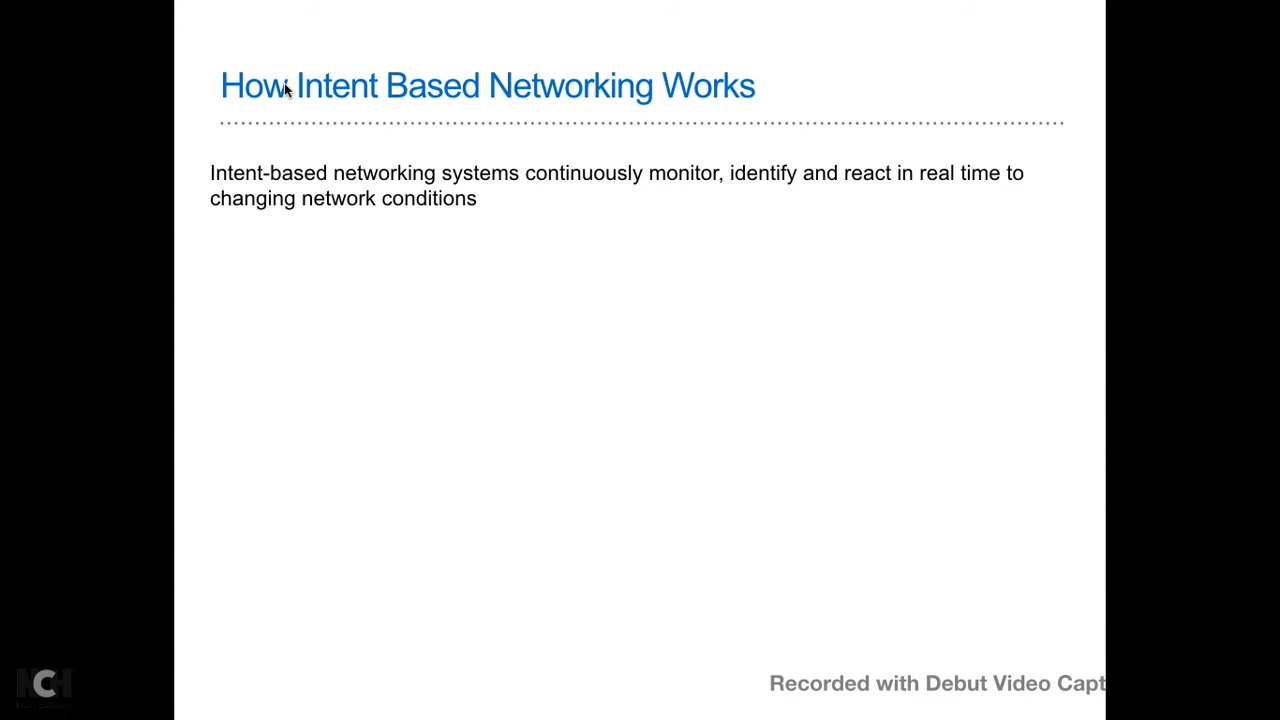 How Intent Based Networking Works
Intent-based networking systems continuously monitor, identify and react in real time to
changing network conditions
NCH
Recorded with Debut Video Capt